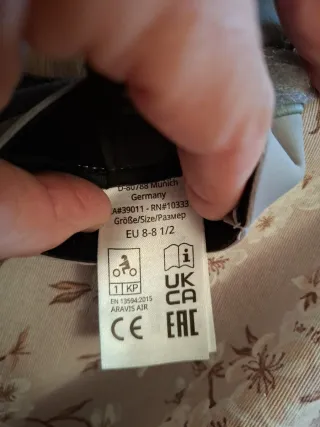 D-80788 Munich
Germany
CA#39011 - RN#10333
Größe/Size/Размер
EU 8-8 1/2
1 KP
EN 13594:2015
ARAVIS AIR
i
UK
CA
CE
EAC